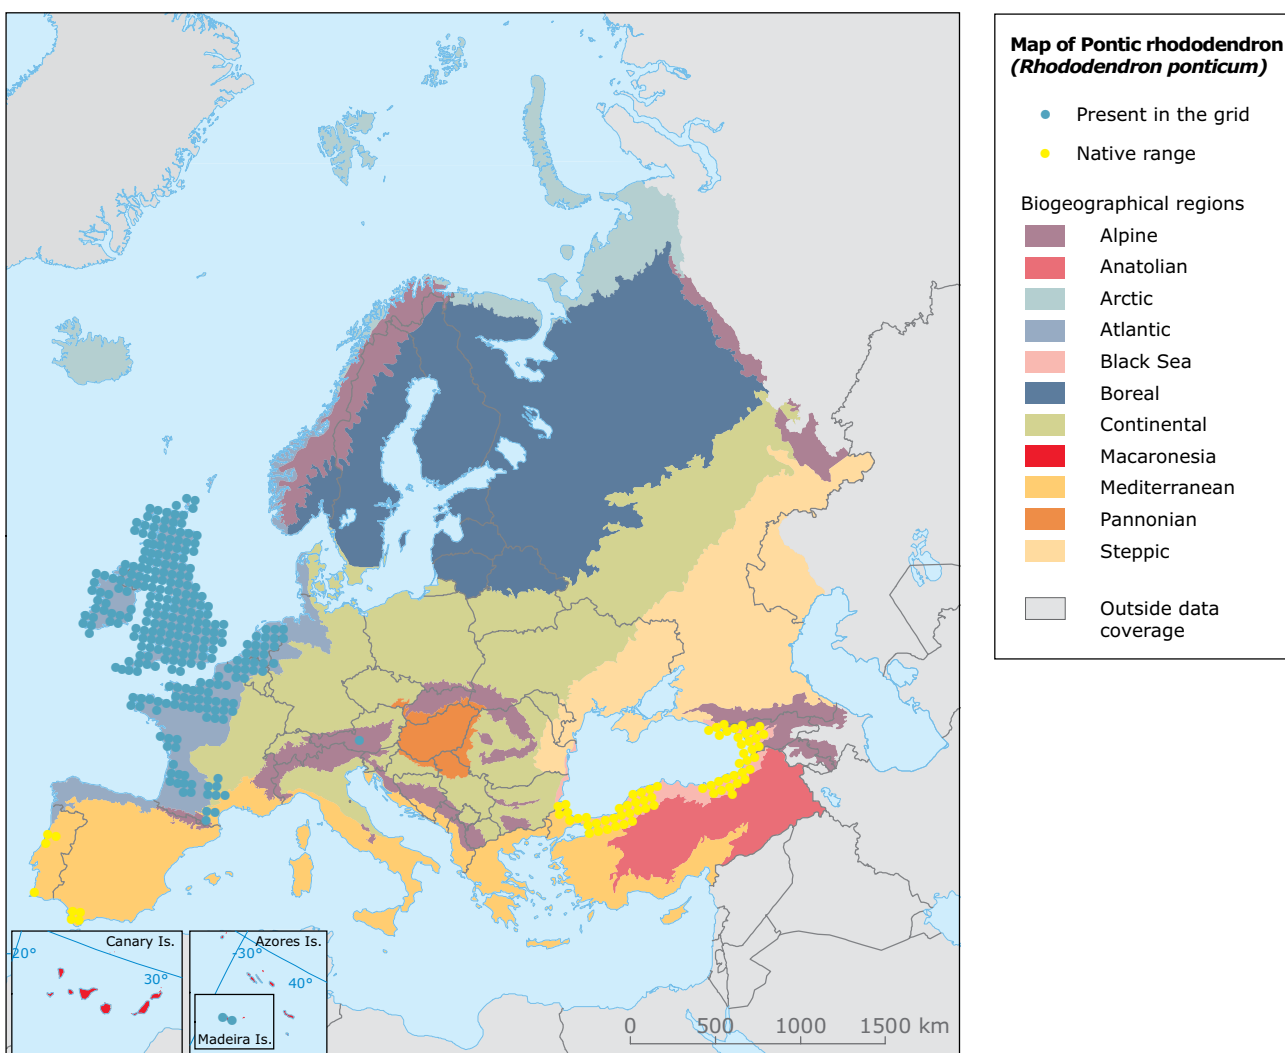 Map of Pontic rhododendron
(Rhododendron ponticum)
Present in the grid
Native range
Biogeographical regions
Alpine
Anatolian
Arctic
Atlantic
Black Sea
Boreal
Continental
Macaronesia
Mediterranean
Pannonian
Steppic
Outside data
coverage
Canary Is.
-20°
30°
Azores Is.
-30°
40°
Madeira Is.
0
500
1000
1500 km